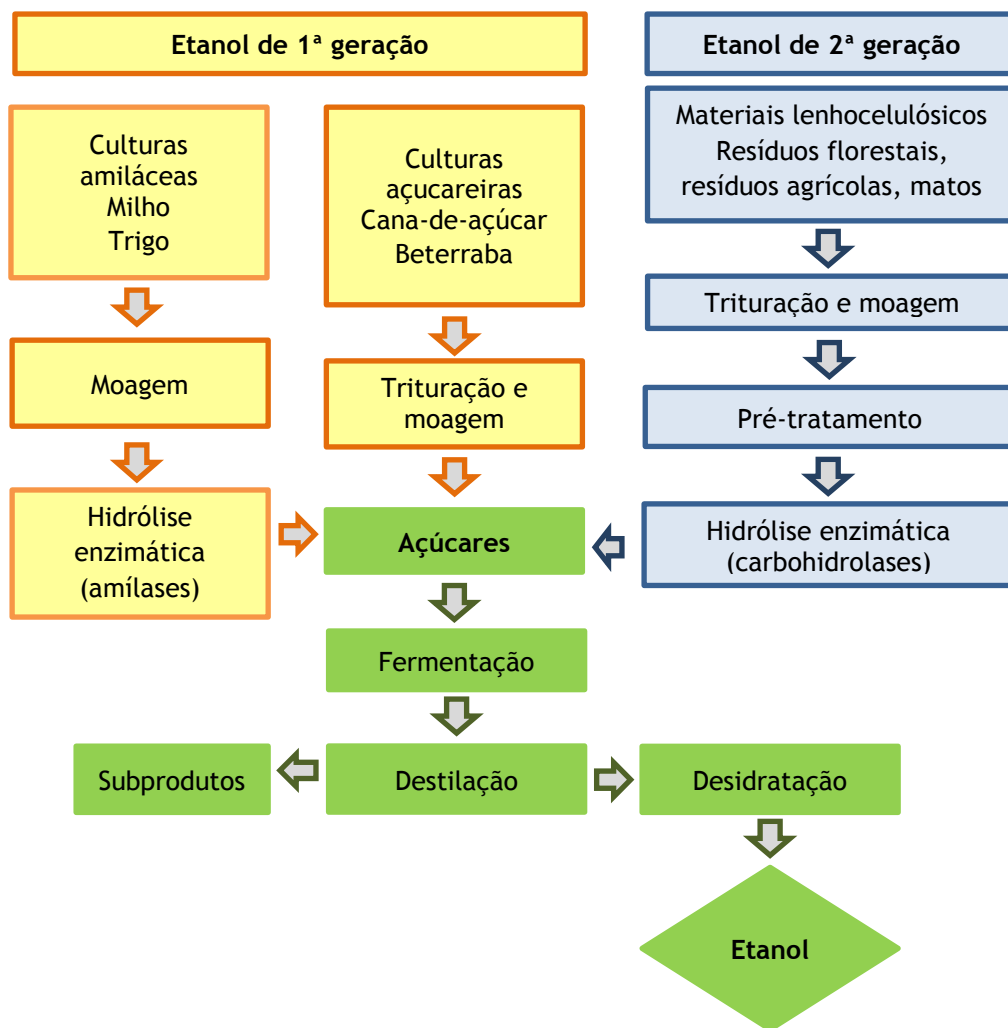 Etanol de 1ª geração
Etanol de 2ª geração
Culturas
amiláceas
Milho
Trigo
Culturas
açucareiras
Cana-de-açúcar
Beterraba
Materiais lenhocelulósicos
Resíduos florestais,
resíduos agrícolas, matos
Moagem
Trituração e
moagem
Trituração e moagem
Pré-tratamento
Hidrólise
enzimática
(amílases)
Açúcares
Hidrólise enzimática
(carbohidrolases)
Fermentação
Subprodutos
Destilação
Desidratação
Etanol